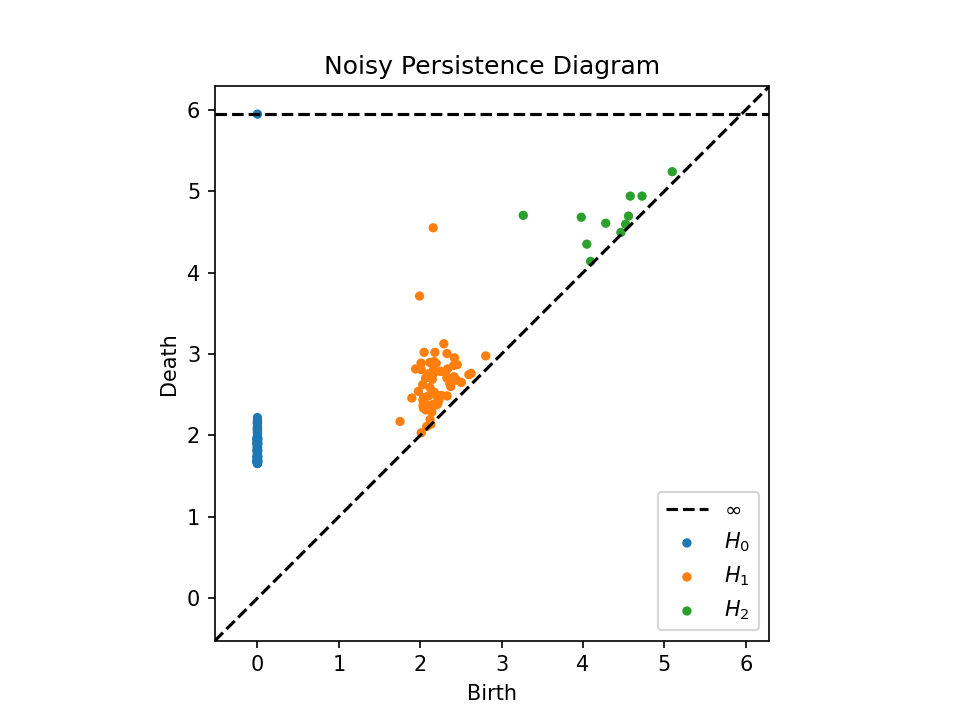 Noisy Persistence Diagram
Death
6
5
4
3
2
1
0
0 1 2 3 4 5 6
Birth
∞
H₀
H₁
H₂